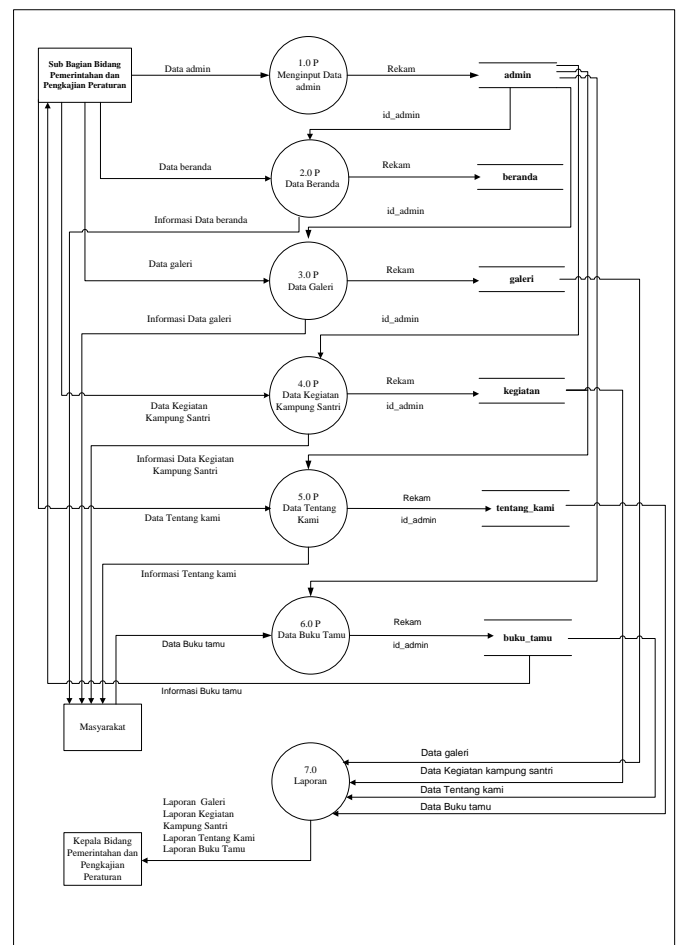 Sub Bagian Bidang
Pemerintahan dan
Pengkajian Peraturan
Data admin
1.0 P
Menginput Data
admin
Rekam
admin
id_admin
Data beranda
2.0 P
Data Beranda
Rekam
beranda
Informasi Data beranda
id_admin
Data galeri
3.0 P
Data Galeri
Rekam
galeri
Informasi Data galeri
id_admin
Data Kegiatan
Kampung Santri
4.0 P
Data Kegiatan
Kampung Santri
Rekam
id_admin
kegiatan
Informasi Data Kegiatan
Kampung Santri
Data Tentang kami
5.0 P
Data Tentang
Kami
Rekam
id_admin
tentang_kami
Informasi Tentang kami
Data Buku tamu
6.0 P
Data Buku Tamu
Rekam
id_admin
buku_tamu
Informasi Buku tamu
Masyarakat
7.0
Laporan
Data galeri
Data Kegiatan kampung santri
Data Tentang kami
Data Buku tamu
Laporan Galeri
Laporan Kegiatan
Kampung Santri
Laporan Tentang Kami
Laporan Buku Tamu
Kepala Bidang
Pemerintahan dan
Pengkajian
Peraturan